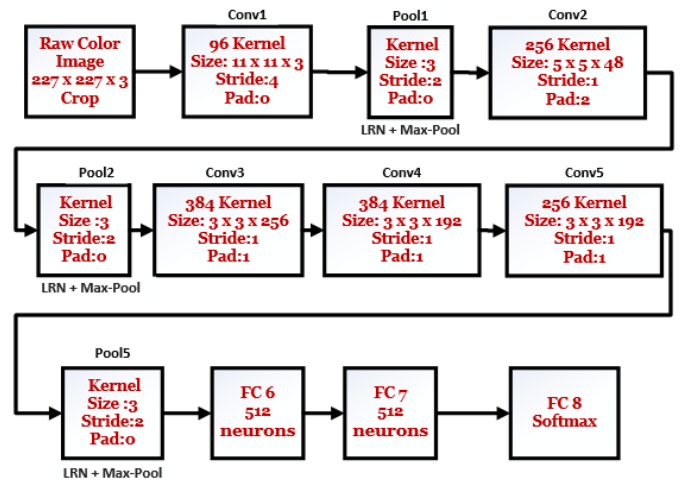 Conv1
Pool1
Conv2
Raw Color
Image
227 x 227 x 3
Crop
96 Kernel
Size: 11 x 11 x 3
Stride:4
Pad:0
Kernel
Size :3
Stride:2
Pad:0
256 Kernel
Size: 5 x 5 x 48
Stride:1
Pad:2
LRN + Max-Pool
Pool2
Conv3
Conv4
Conv5
Kernel
Size :3
Stride:2
Pad:0
384 Kernel
Size: 3 x 3 x 256
Stride:1
Pad:1
384 Kernel
Size: 3 x 3 x 192
Stride:1
Pad:1
256 Kernel
Size: 3 x 3 x 192
Stride:1
Pad:1
LRN + Max-Pool
Pool5
Kernel
Size :3
Stride:2
Pad:0
FC 6
512
neurons
FC 7
512
neurons
FC 8
Softmax
LRN + Max-Pool